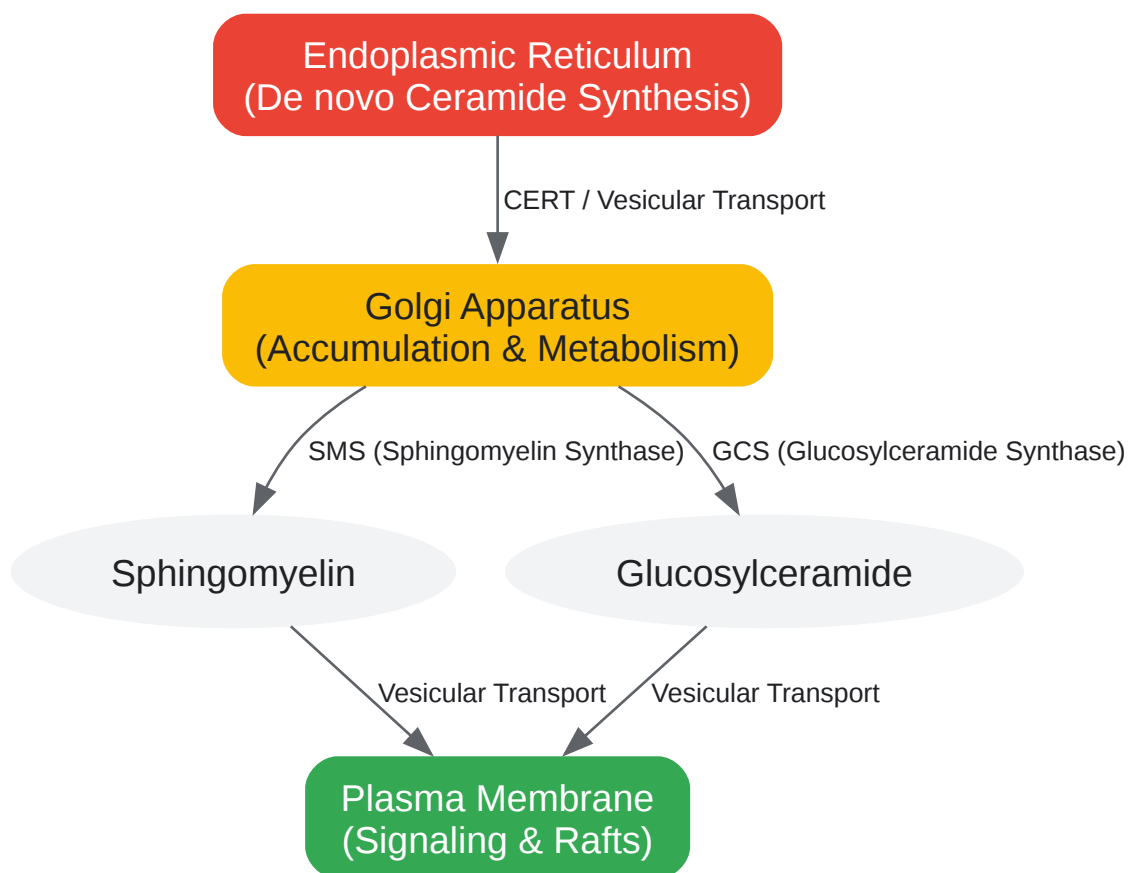 Endoplasmic Reticulum
(De novo Ceramide Synthesis)
CERT / Vesicular Transport
Golgi Apparatus
(Accumulation & Metabolism)
SMS (Sphingomyelin Synthase)
GCS (Glucosylceramide Synthase)
Sphingomyelin
Glucosylceramide
Vesicular Transport
Vesicular Transport
Plasma Membrane
(Signaling & Rafts)